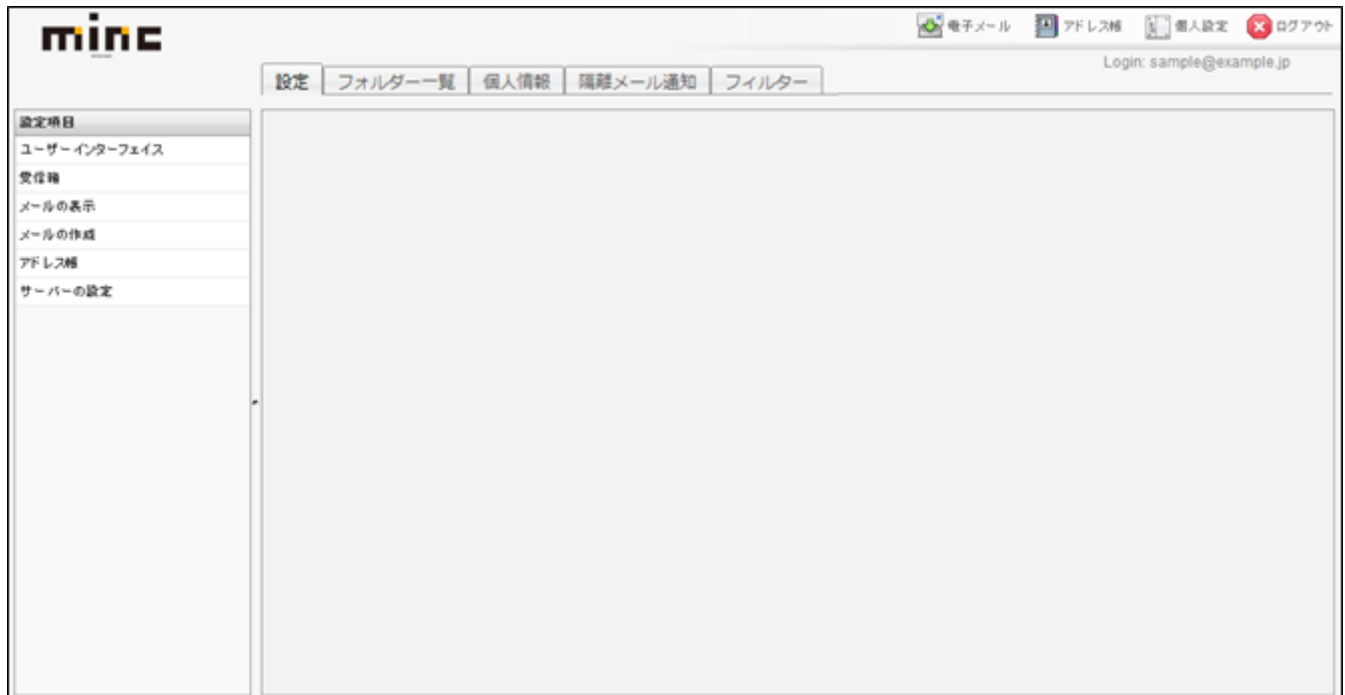 minc
電子メール アドレス帳 個人設定 ログアウト
Login: sample@example.jp
設定 フォルダー一覧 個人情報 隔離メール通知 フィルター
設定項目
ユーザーインターフェイス
受信箱
メールの表示
メールの作成
アドレス帳
サーバーの設定